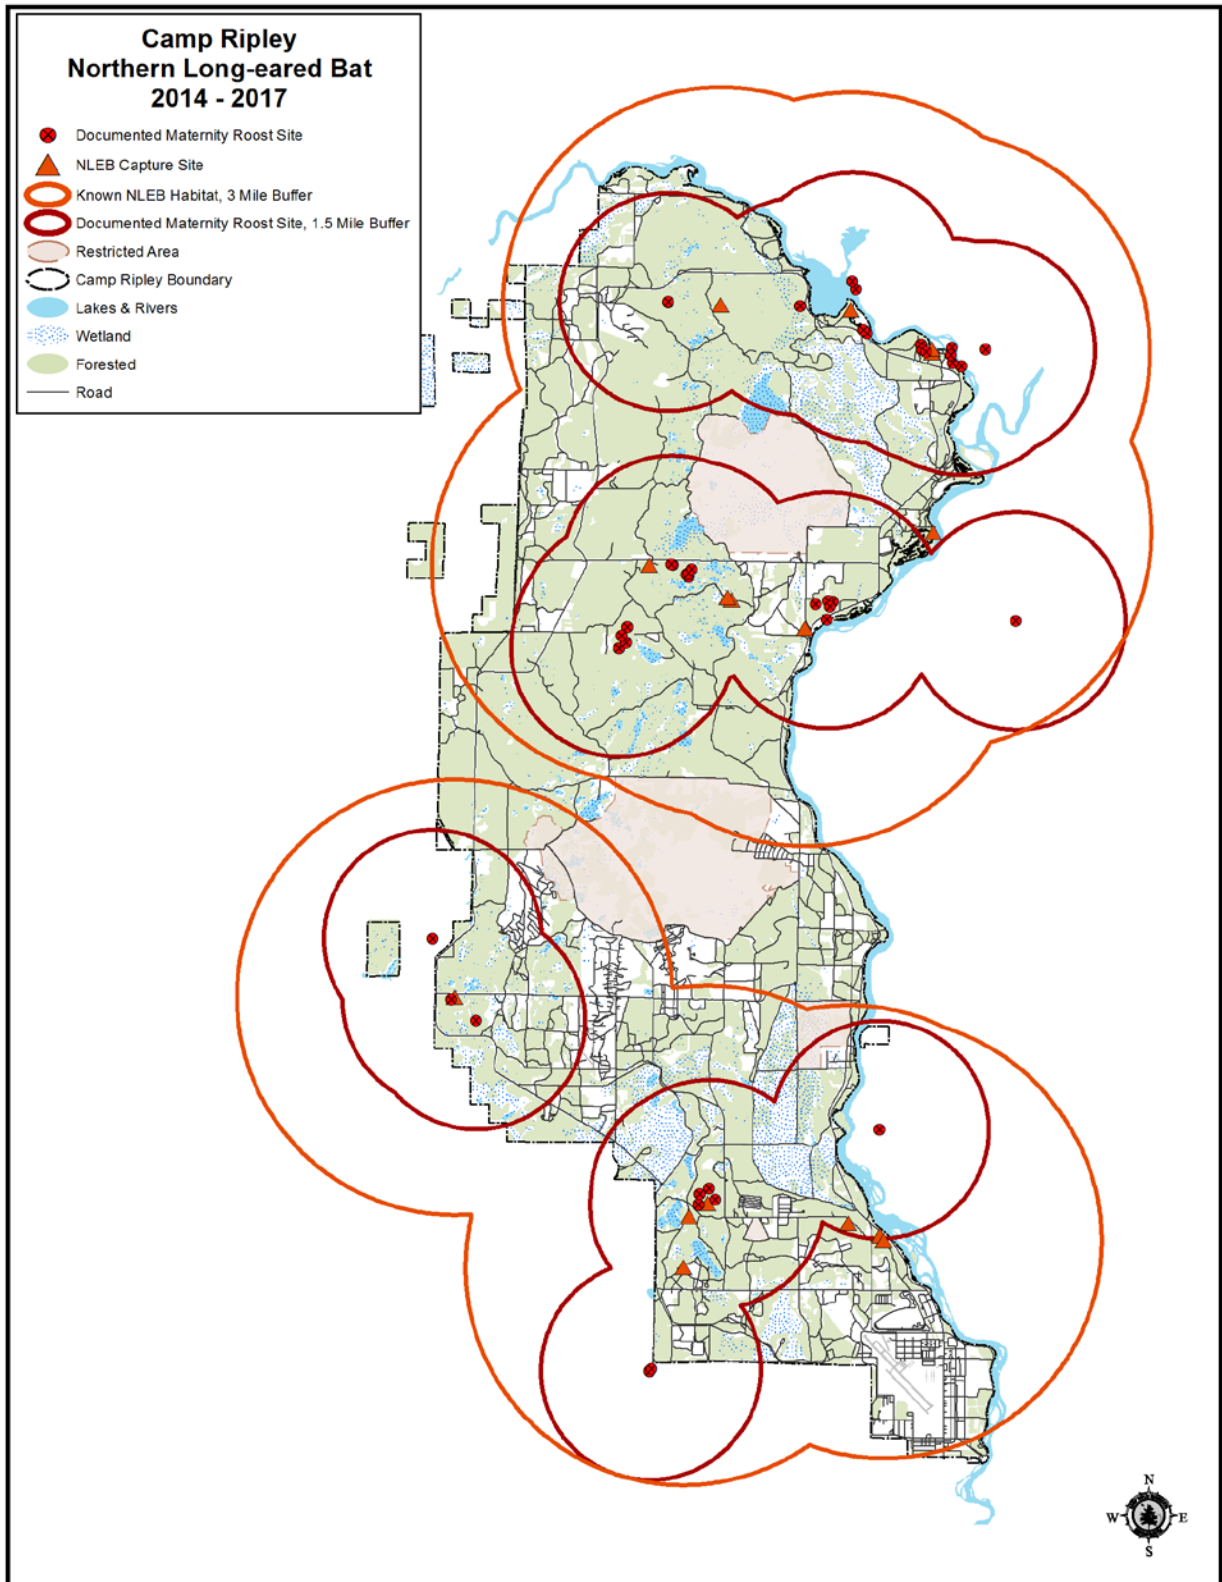 Camp Ripley
Northern Long-eared Bat
2014 - 2017
Documented Maternity Roost Site
NLEB Capture Site
Known NLEB Habitat, 3 Mile Buffer
Documented Maternity Roost Site, 1.5 Mile Buffer
Restricted Area
Camp Ripley Boundary
Lakes & Rivers
Wetland
Forested
Road
N
W
E
S